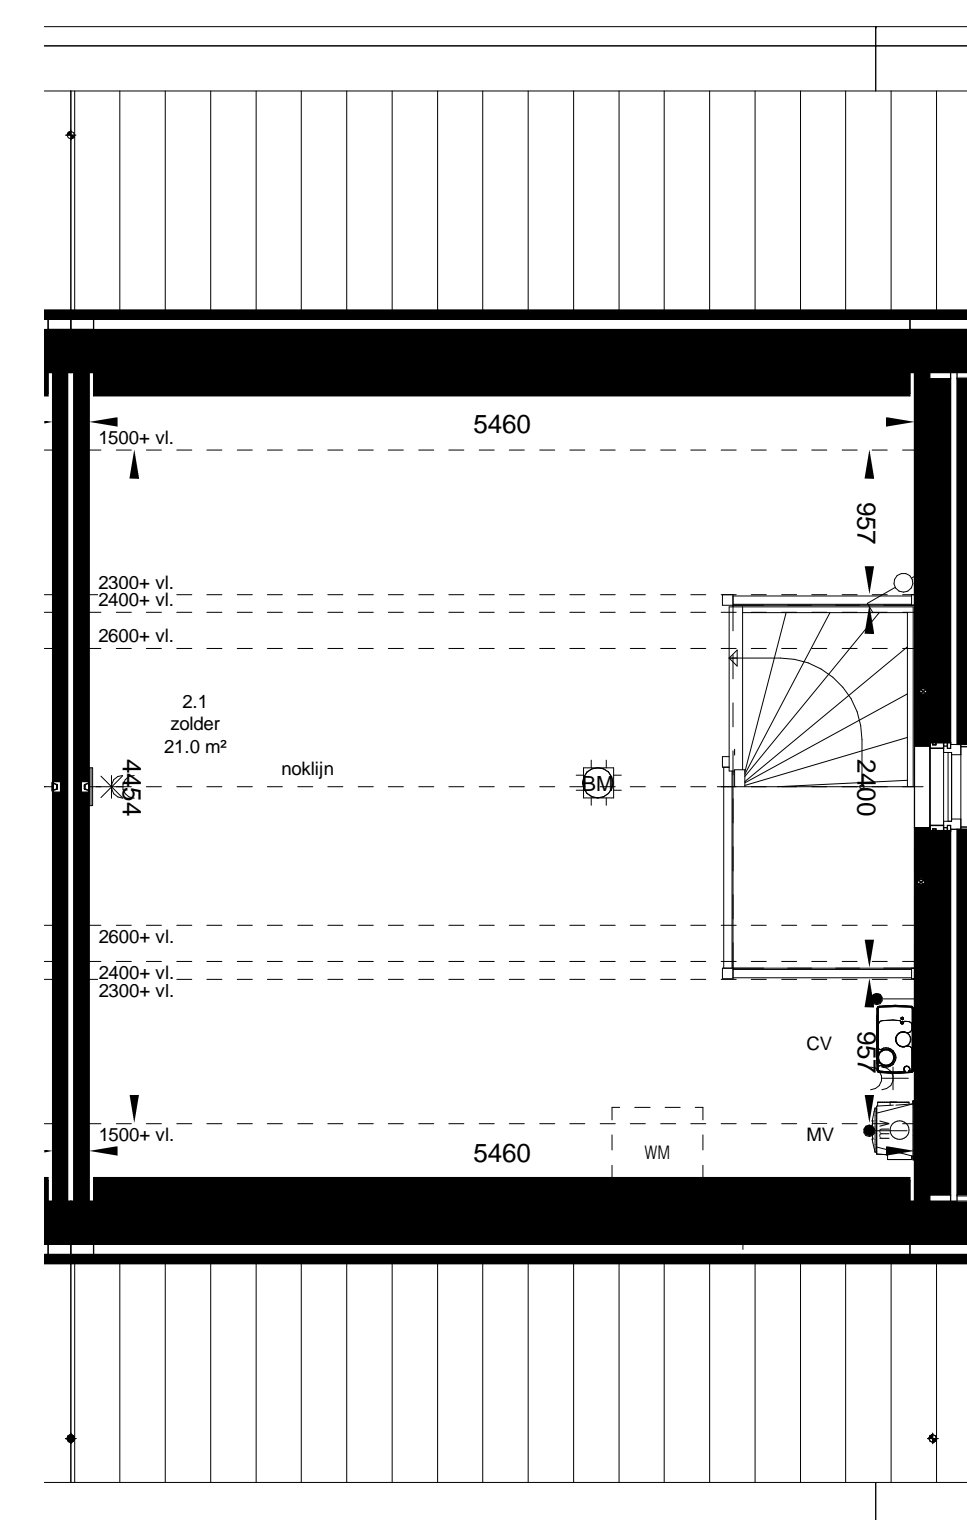 5460
1500+ vl.
957
2300+ vl.
2400+ vl.
2600+ vl.
2.1
zolder
21.0 m²
noklijn
4454
BM
2400
2600+ vl.
2400+ vl.
2300+ vl.
CV
957
1500+ vl.
MV
5460
WM